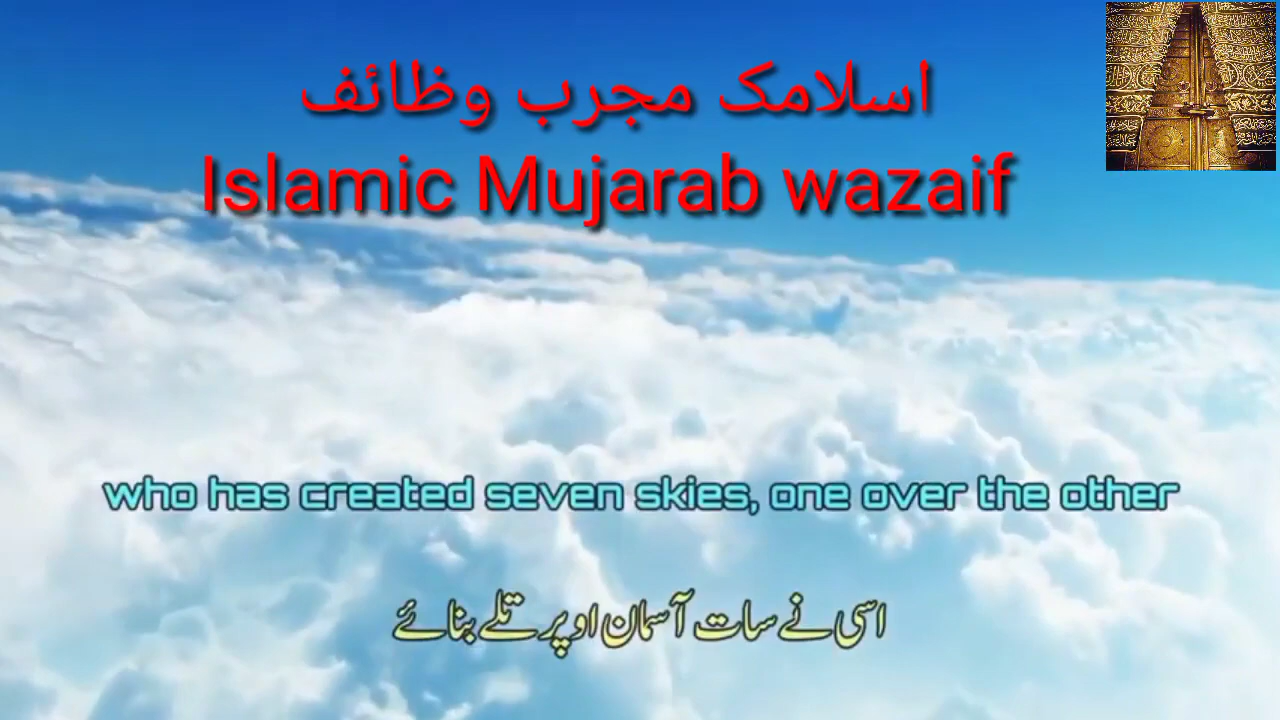 اسلامک مجرب وظائف
Islamic Mujarab wazaif
who has created seven skies, one over the other
اسی نے سات آسمان اوپر تلے بنائے